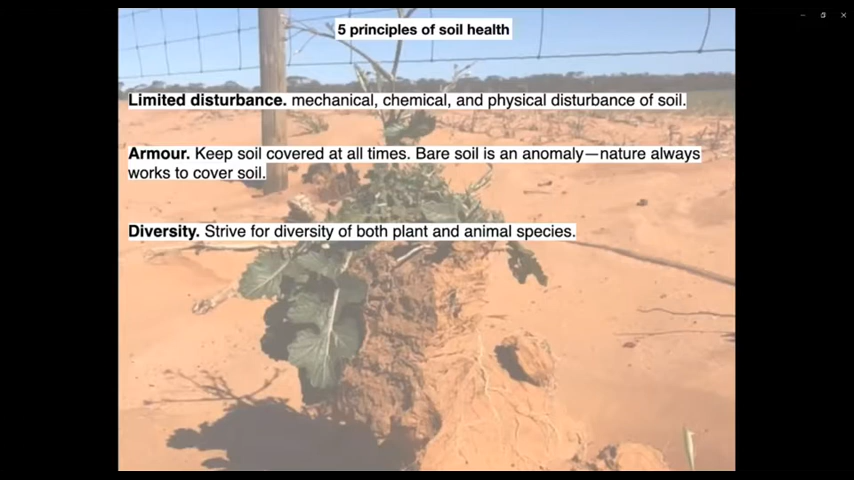 5 principles of soil health
Limited disturbance. mechanical, chemical, and physical disturbance of soil.
Armour. Keep soil covered at all times. Bare soil is an anomaly—nature always
works to cover soil.
Diversity. Strive for diversity of both plant and animal species.